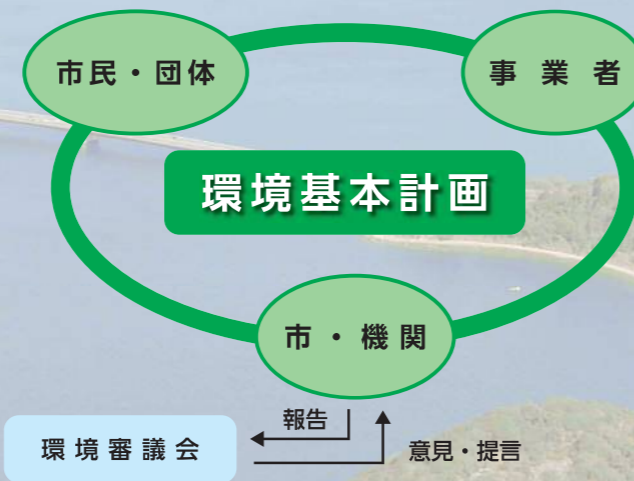 市民・団体
事業者
環境基本計画
市・機関
報告
環境審議会
意見・提言